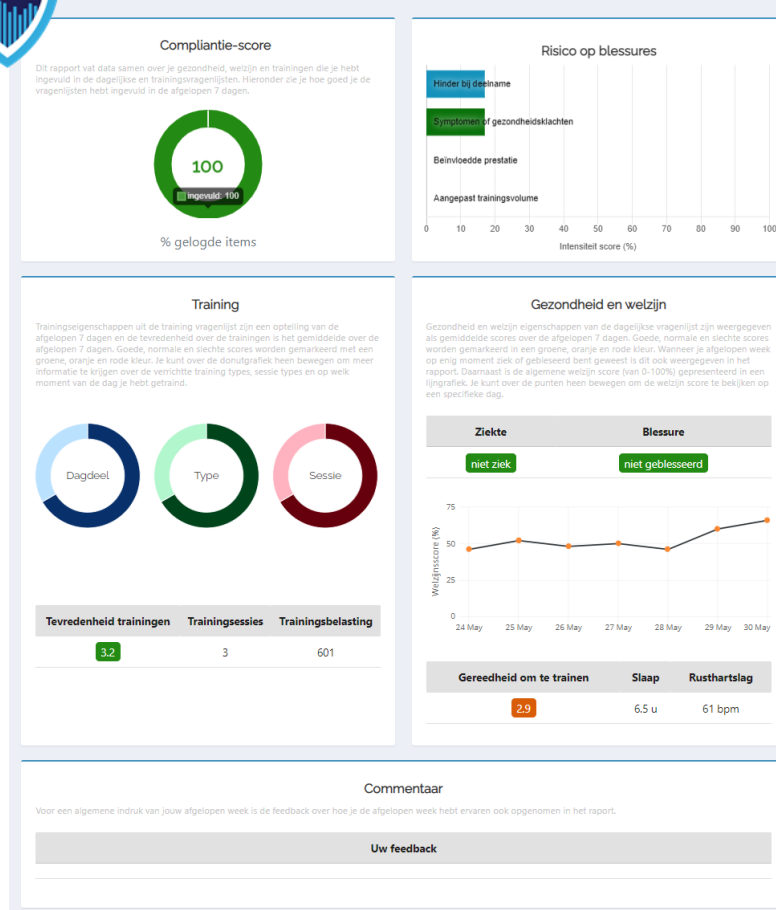 Compliantie-score
Dit rapport vat data samen over je gezondheid, welzijn en trainingen die je hebt
ingevuld in de dagelijkse en trainingsvragenlijsten. Hieronder zie je hoe goed je de
vragenlijsten hebt ingevuld in de afgelopen 7 dagen.
100
ingevuld: 100
% gelogde items
Risico op blessures
Hinder bij deelname
Symptomen of gezondheidsklachten
Beïnvloedde prestatie
Aangepast trainingsvolume
0 10 20 30 40 50 60 70 80 90 100
Intensiteit score (%)
Training
Trainingseigenschappen uit de training vragenlijst zijn een optelling van de
afgelopen 7 dagen en de tevredenheid over de trainingen is het gemiddelde over de
afgelopen 7 dagen. Goede, normale en slechte scores worden gemarkeerd met een
groene, oranje en rode kleur. Je kunt over de donutgrafiek heen bewegen om meer
informatie te krijgen over de verrichtte training types, sessie types en op welk
moment van de dag je hebt getraind.
Dagdeel
Type
Sessie
Tevredenheid trainingen Trainingsessies Trainingsbelasting
3.2 3 601
Gezondheid en welzijn
Gezondheid en welzijn eigenschappen van de dagelijkse vragenlijst zijn weergegeven
als gemiddelde scores over de afgelopen 7 dagen. Goede, normale en slechte scores
worden gemarkeerd in een groene, oranje en rode kleur. Wanneer je afgelopen week
op enig moment ziek of geblesseerd bent geweest is dit ook weergegeven in het
rapport. Daarnaast is de algemene welzijn score (van 0-100%) gepresenteerd in een
lijngrafiek. Je kunt over de punten heen bewegen om de welzijn score te bekijken op
een specifieke dag.
Ziekte Blessure
niet ziek niet geblesseerd
Welzijnsscore (%)
75
50
25
0
24 May 25 May 26 May 27 May 28 May 29 May 30 May
Gereedheid om te trainen Slaap Rusthartslag
2.9 6.5 u 61 bpm
Commentaar
Voor een algemene indruk van jouw afgelopen week is de feedback over hoe je de afgelopen week hebt ervaren ook opgenomen in het raport.
Uw feedback